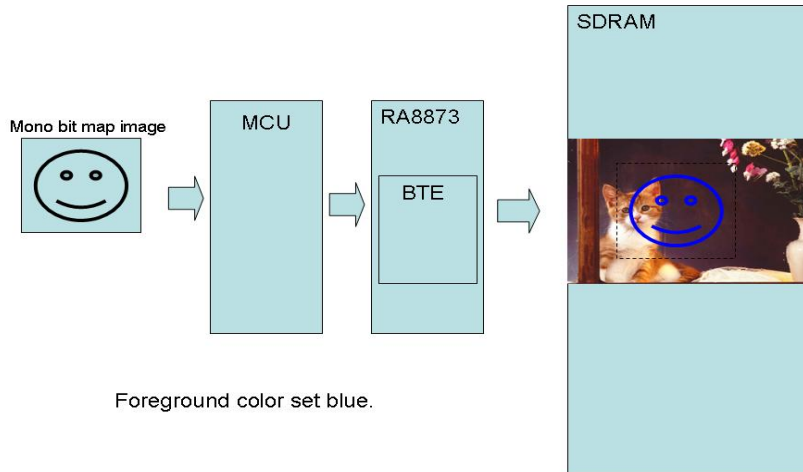 Mono bit map image
MCU
RA8873
BTE
SDRAM
Foreground color set blue.